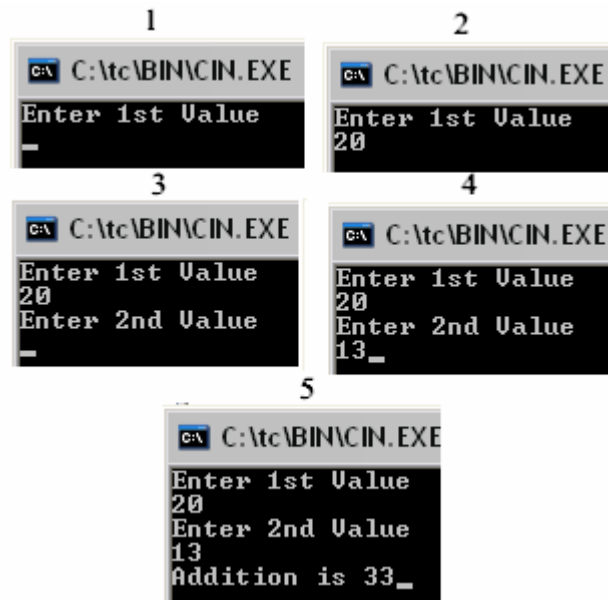 1
C:\tc\BIN\CIN.EXE
Enter 1st Value
2
C:\tc\BIN\CIN.EXE
Enter 1st Value
20
3
C:\tc\BIN\CIN.EXE
Enter 1st Value
20
Enter 2nd Value
4
C:\tc\BIN\CIN.EXE
Enter 1st Value
20
Enter 2nd Value
13_
5
C:\tc\BIN\CIN.EXE
Enter 1st Value
20
Enter 2nd Value
13
Addition is 33_